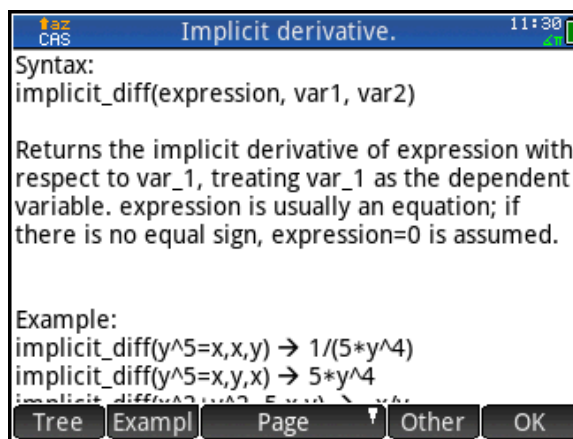 az
CAS
Implicit derivative.
11:30
∡π
Syntax:
implicit_diff(expression, var1, var2)
Returns the implicit derivative of expression with
respect to var_1, treating var_1 as the dependent
variable. expression is usually an equation; if
there is no equal sign, expression=0 is assumed.
Example:
implicit_diff(y^5=x,x,y) → 1/(5*y^4)
implicit_diff(y^5=x,y,x) → 5*y^4
Tree Exampl Page Other OK